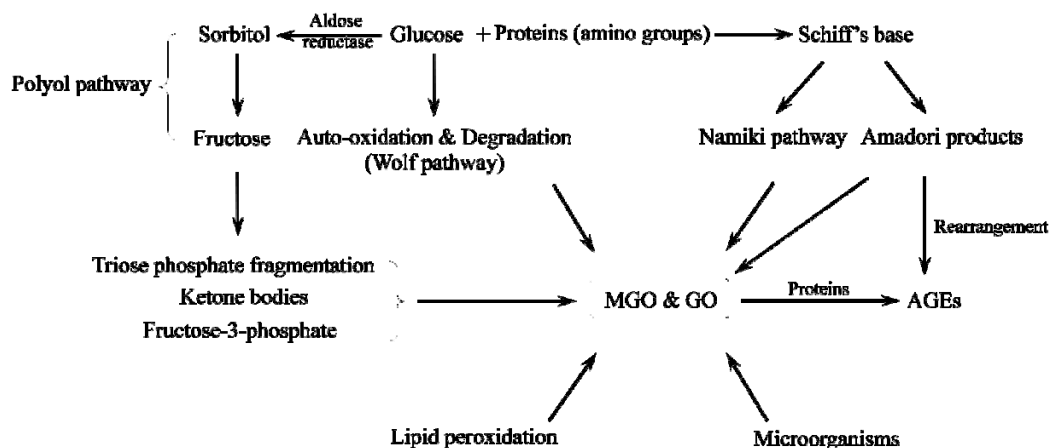 Aldose
Sorbitol Glucose + Proteins (amino groups) Schiff's base
reductase
Polyol pathway
Fructose Auto-oxidation & Degradation Namiki pathway Amadori products
(Wolf pathway)
Rearrangement
Triose phosphate fragmentation
Ketone bodies MGO & GO Proteins AGEs
Fructose-3-phosphate
Lipid peroxidation Microorganisms